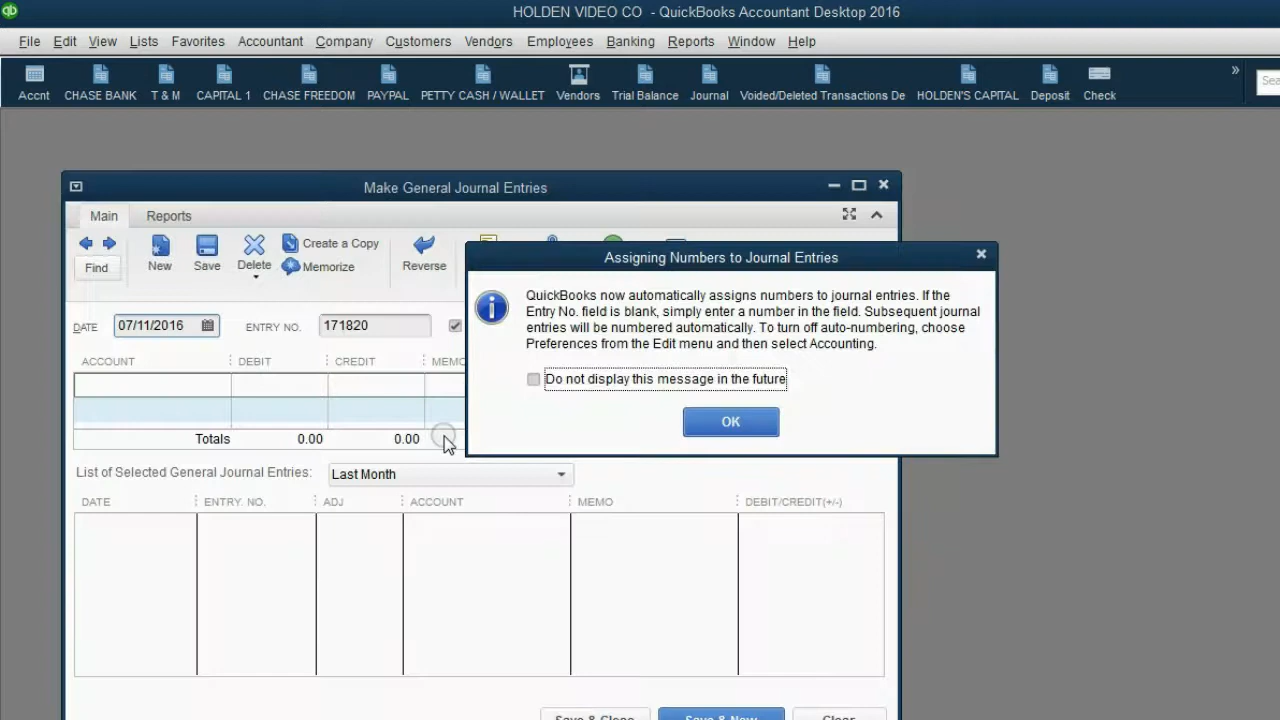 HOLDEN VIDEO CO - QuickBooks Accountant Desktop 2016
File Edit View Lists Favorites Accountant Company Customers Vendors Employees Banking Reports Window Help
Accnt CHASE BANK T & M CAPITAL 1 CHASE FREEDOM PAYPAL PETTY CASH / WALLET Vendors Trial Balance Journal Voided/Deleted Transactions De HOLDEN'S CAPITAL Deposit Check
»
Sea
Make General Journal Entries
Main Reports
Find
New
Save
Delete
Create a Copy
Memorize
Reverse
DATE 07/11/2016 ENTRY NO. 171820
ACCOUNT DEBIT CREDIT MEMO
Totals 0.00 0.00
Assigning Numbers to Journal Entries
QuickBooks now automatically assigns numbers to journal entries. If the
Entry No. field is blank, simply enter a number in the field. Subsequent journal
entries will be numbered automatically. To turn off auto-numbering, choose
Preferences from the Edit menu and then select Accounting.
Do not display this message in the future
OK
List of Selected General Journal Entries: Last Month
DATE ENTRY. NO. ADJ ACCOUNT MEMO DEBIT/CREDIT(+/-)
Save & Close Save & New Clear